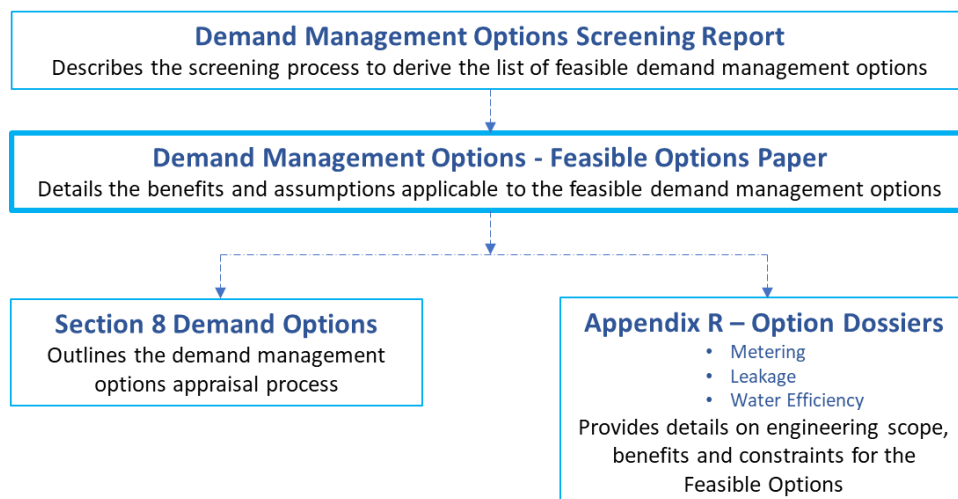 Demand Management Options Screening Report
Describes the screening process to derive the list of feasible demand management options
Demand Management Options - Feasible Options Paper
Details the benefits and assumptions applicable to the feasible demand management options
Section 8 Demand Options
Outlines the demand management
options appraisal process
Appendix R – Option Dossiers
• Metering
• Leakage
• Water Efficiency
Provides details on engineering scope,
benefits and constraints for the
Feasible Options